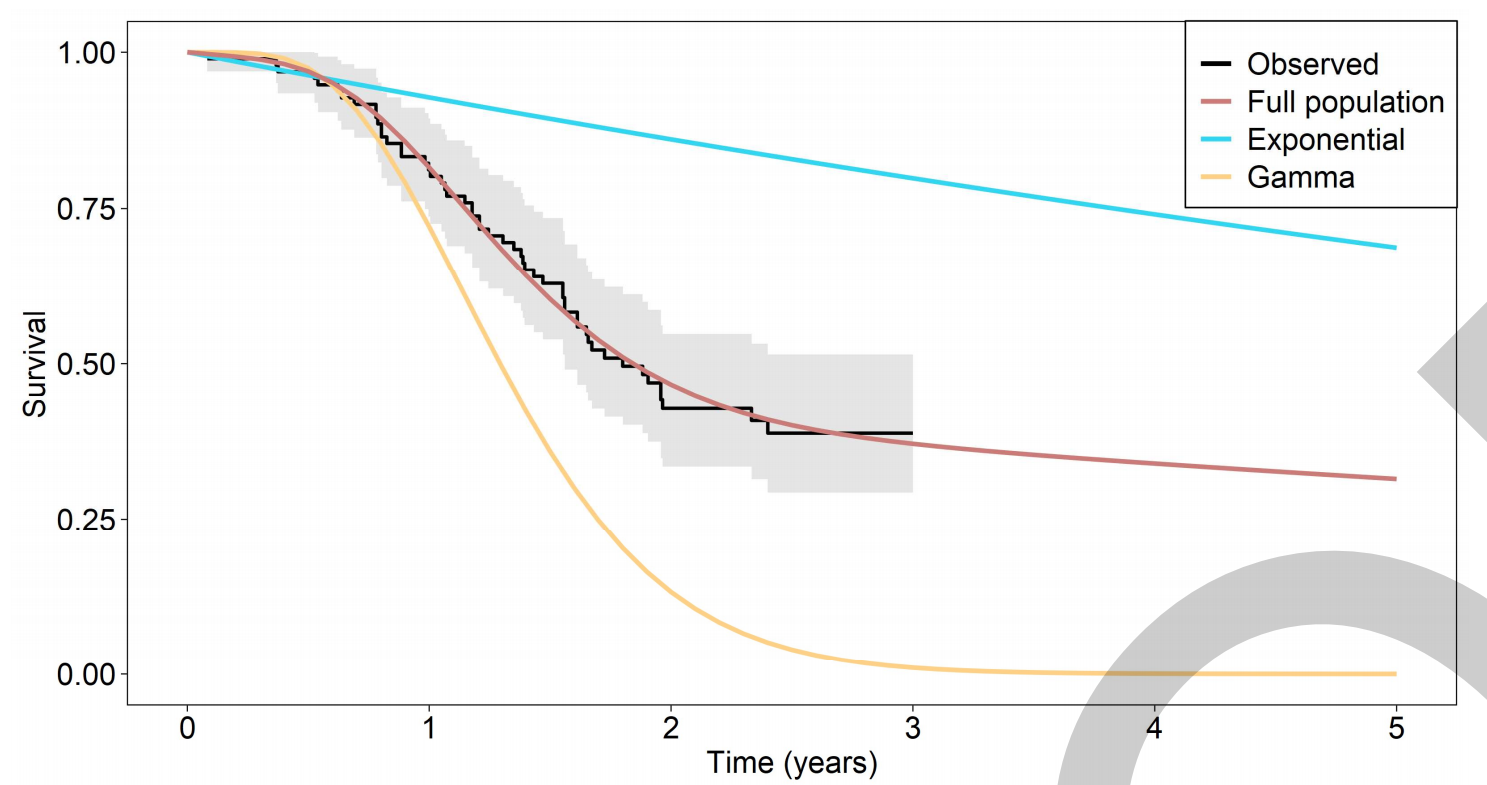 1.00
0.75
0.50
0.25
0.00
Survival
0
1
2
3
4
5
Time (years)
Observed
Full population
Exponential
Gamma